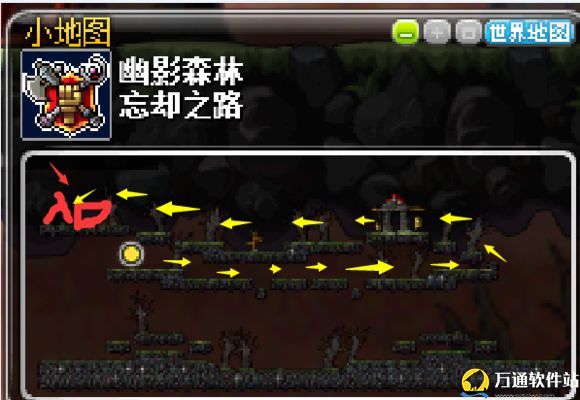 小地图
世界地图
幽影森林
忘却之路
入口
万通软件站